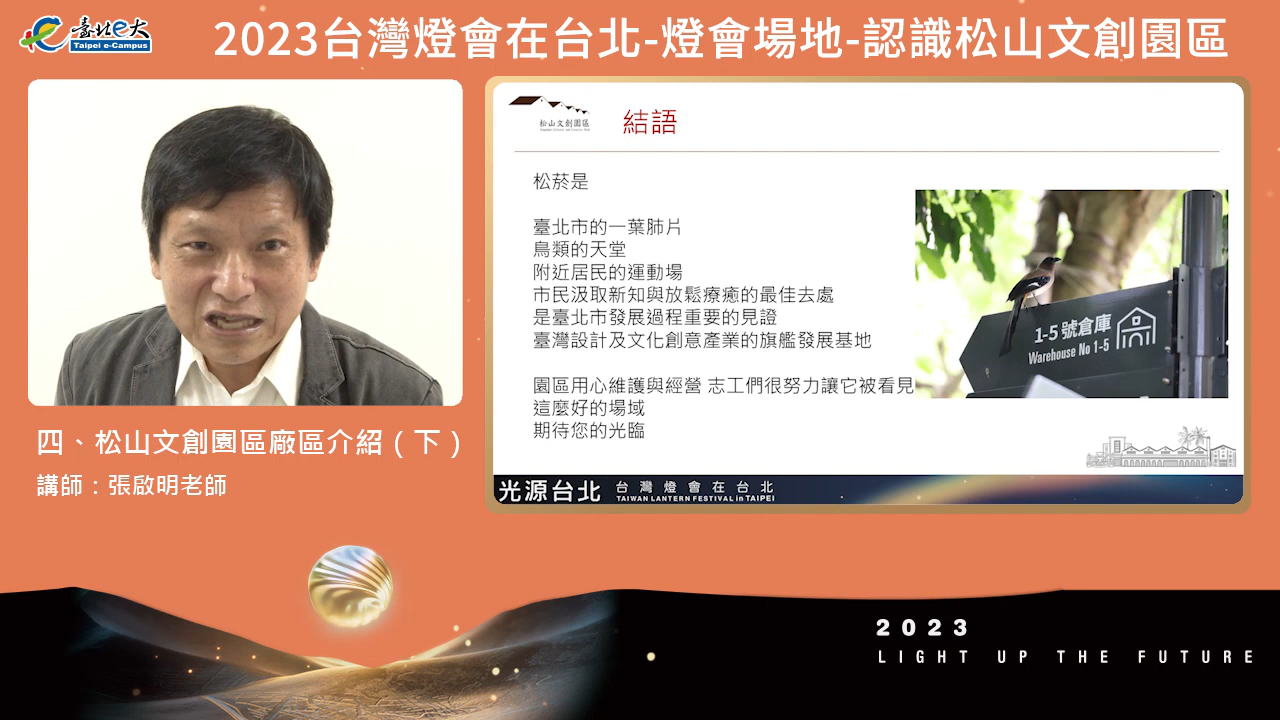 臺北e大
Taipei e-Campus
2023台灣燈會在台北-燈會場地-認識松山文創園區
松山文創園區
結語
松菸是
臺北市的一葉肺片
鳥類的天堂
附近居民的運動場
市民汲取新知與放鬆療癒的最佳去處
是臺北市發展過程重要的見證
臺灣設計及文化創意產業的旗艦發展基地
園區用心維護與經營 志工們很努力讓它被看見
這麼好的場域
期待您的光臨
1-5 號倉庫
Warehouse No 1-5
四、松山文創園區廠區介紹（下）
講師：張啟明老師
光源台北
台灣燈會在台北
TAIWAN LANTERN FESTIVAL in TAIPEI
2023
LIGHT UP THE FUTURE